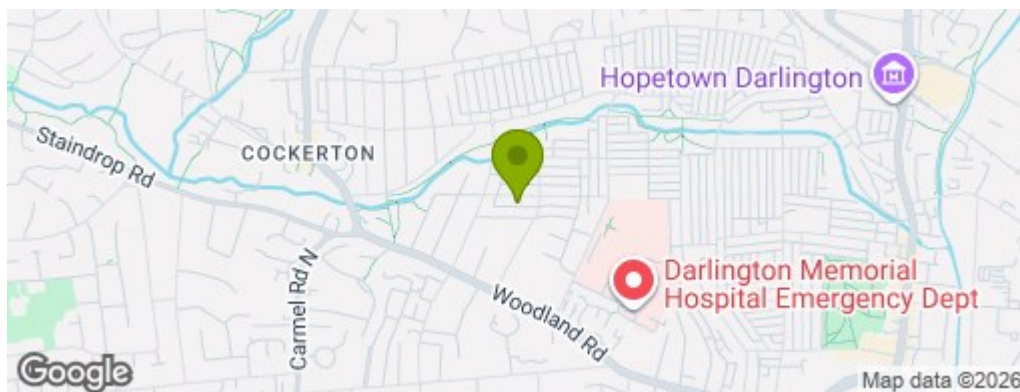 Hopetown Darlington
Staindrop Rd
COCKERTON
Carmel Rd N
Woodland Rd
Darlington Memorial
Hospital Emergency Dept
Google
Map data ©2026